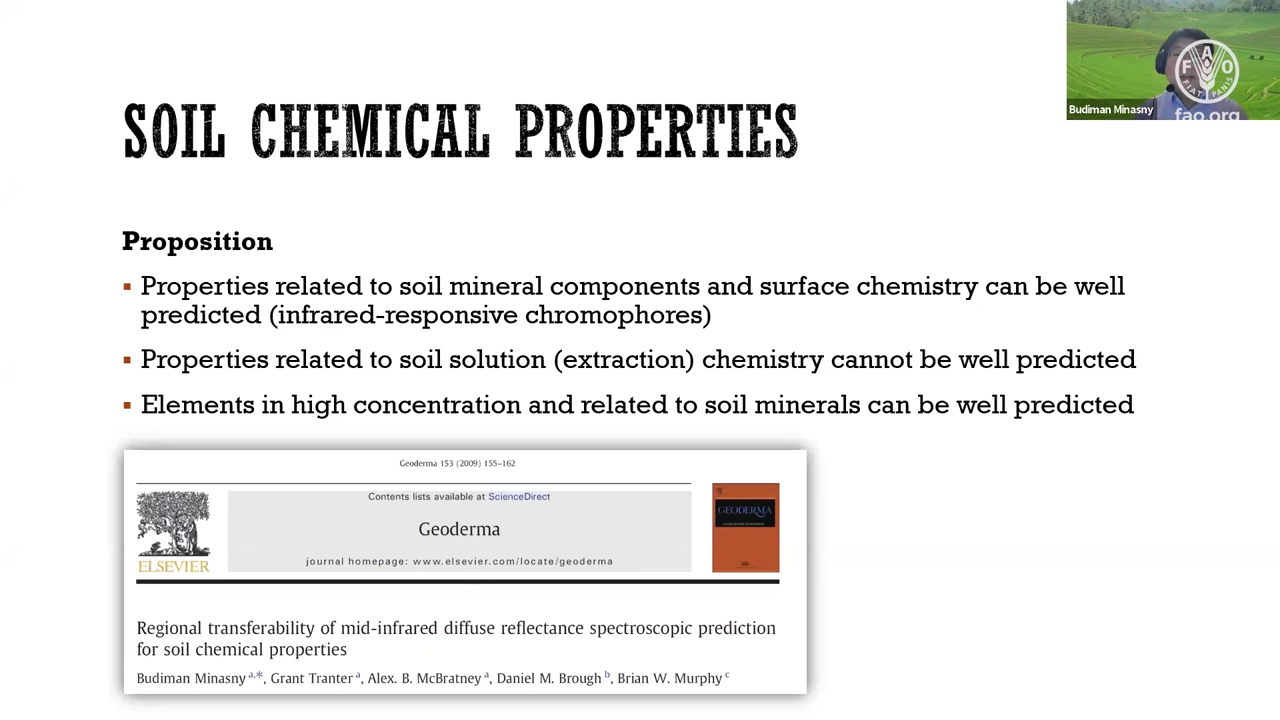 SOIL CHEMICAL PROPERTIES
F A O
FIAT PANIS
fao.org
Budiman Minasny
Proposition
Properties related to soil mineral components and surface chemistry can be well
predicted (infrared-responsive chromophores)
Properties related to soil solution (extraction) chemistry cannot be well predicted
Elements in high concentration and related to soil minerals can be well predicted
Geoderma 153 (2009) 155–162
Contents lists available at ScienceDirect
Geoderma
journal homepage: www.elsevier.com/locate/geoderma
ELSEVIER
GEODERMA
Regional transferability of mid-infrared diffuse reflectance spectroscopic prediction
for soil chemical properties
Budiman Minasny a,*, Grant Tranter a, Alex. B. McBratney a, Daniel M. Brough b, Brian W. Murphy c